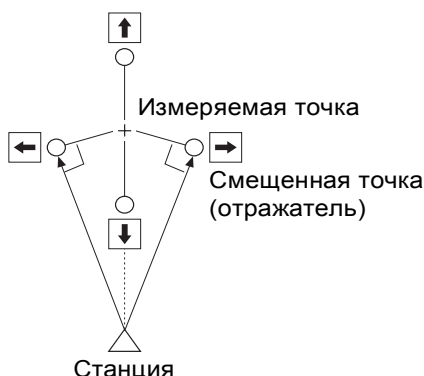 Измеряемая точка
Смещенная точка
(отражатель)
Станция